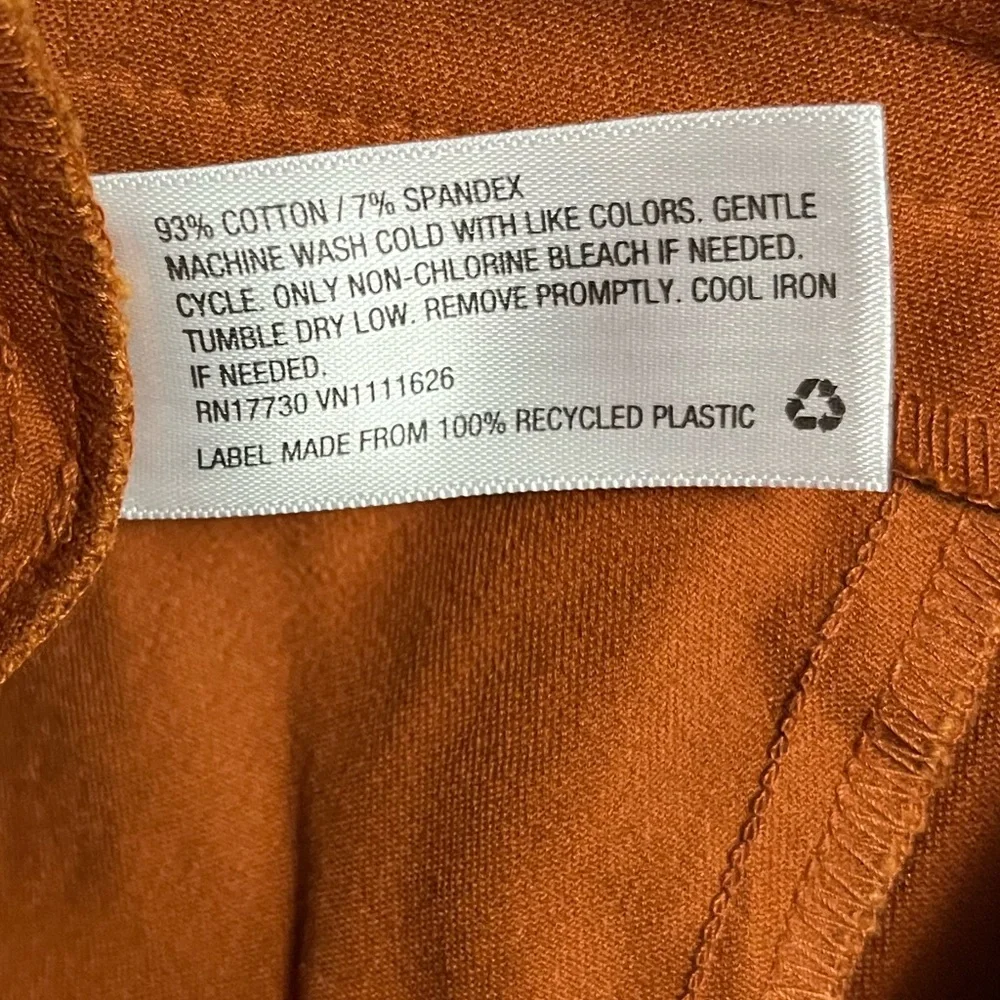 93% COTTON / 7% SPANDEX
MACHINE WASH COLD WITH LIKE COLORS. GENTLE
CYCLE. ONLY NON-CHLORINE BLEACH IF NEEDED.
TUMBLE DRY LOW. REMOVE PROMPTLY. COOL IRON
IF NEEDED.
RN17730 VN1111626
LABEL MADE FROM 100% RECYCLED PLASTIC